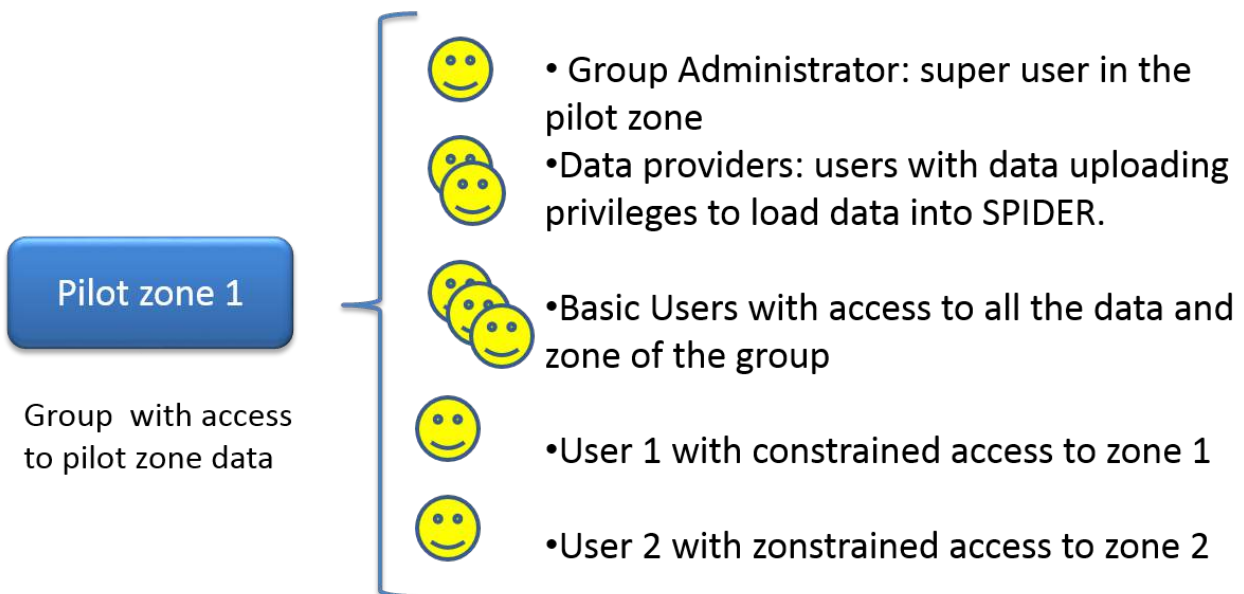 • Group Administrator: super user in the
pilot zone
•Data providers: users with data uploading
privileges to load data into SPIDER.
Pilot zone 1
•Basic Users with access to all the data and
zone of the group
Group with access
to pilot zone data
•User 1 with constrained access to zone 1
•User 2 with zonstrained access to zone 2